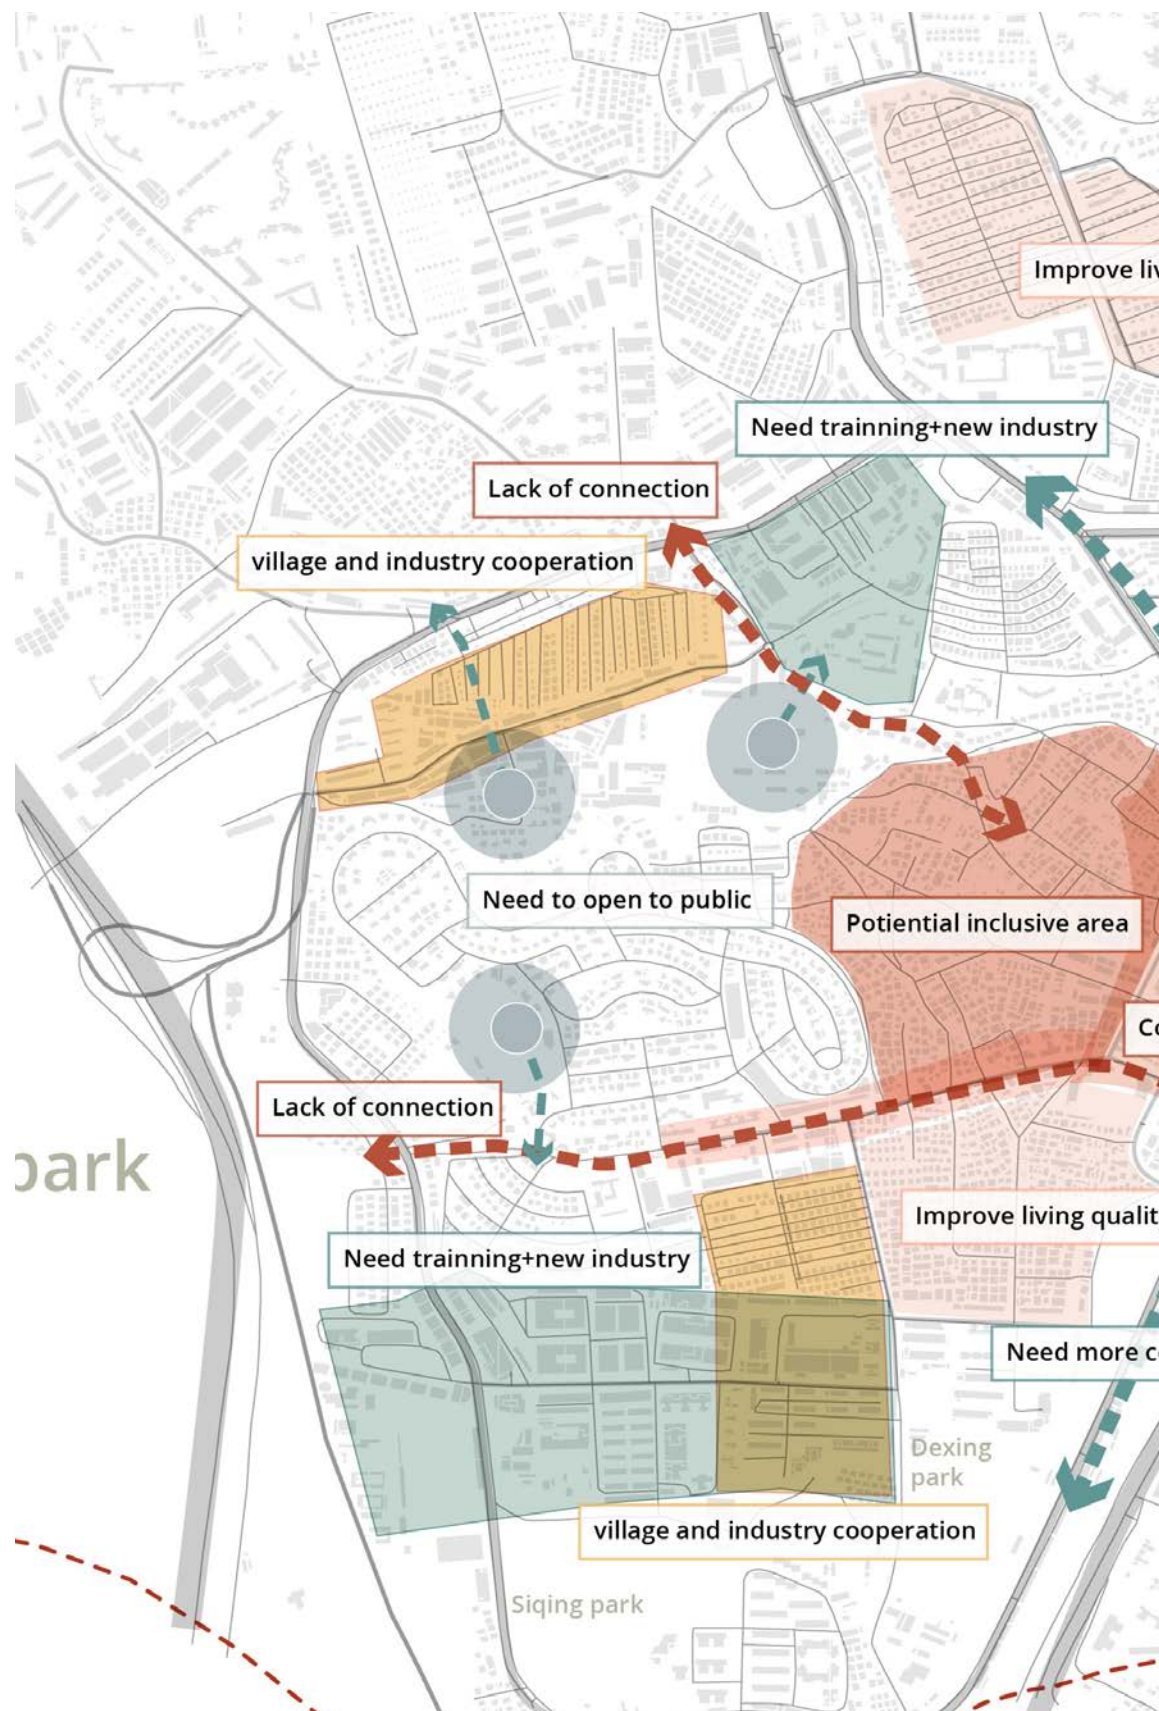 Improve liv
Need trainning+new industry
Lack of connection
village and industry cooperation
Need to open to public
Potiential inclusive area
Co
Lack of connection
park
Improve living qualit
Need trainning+new industry
Need more c
Dexing
park
village and industry cooperation
Siqing park